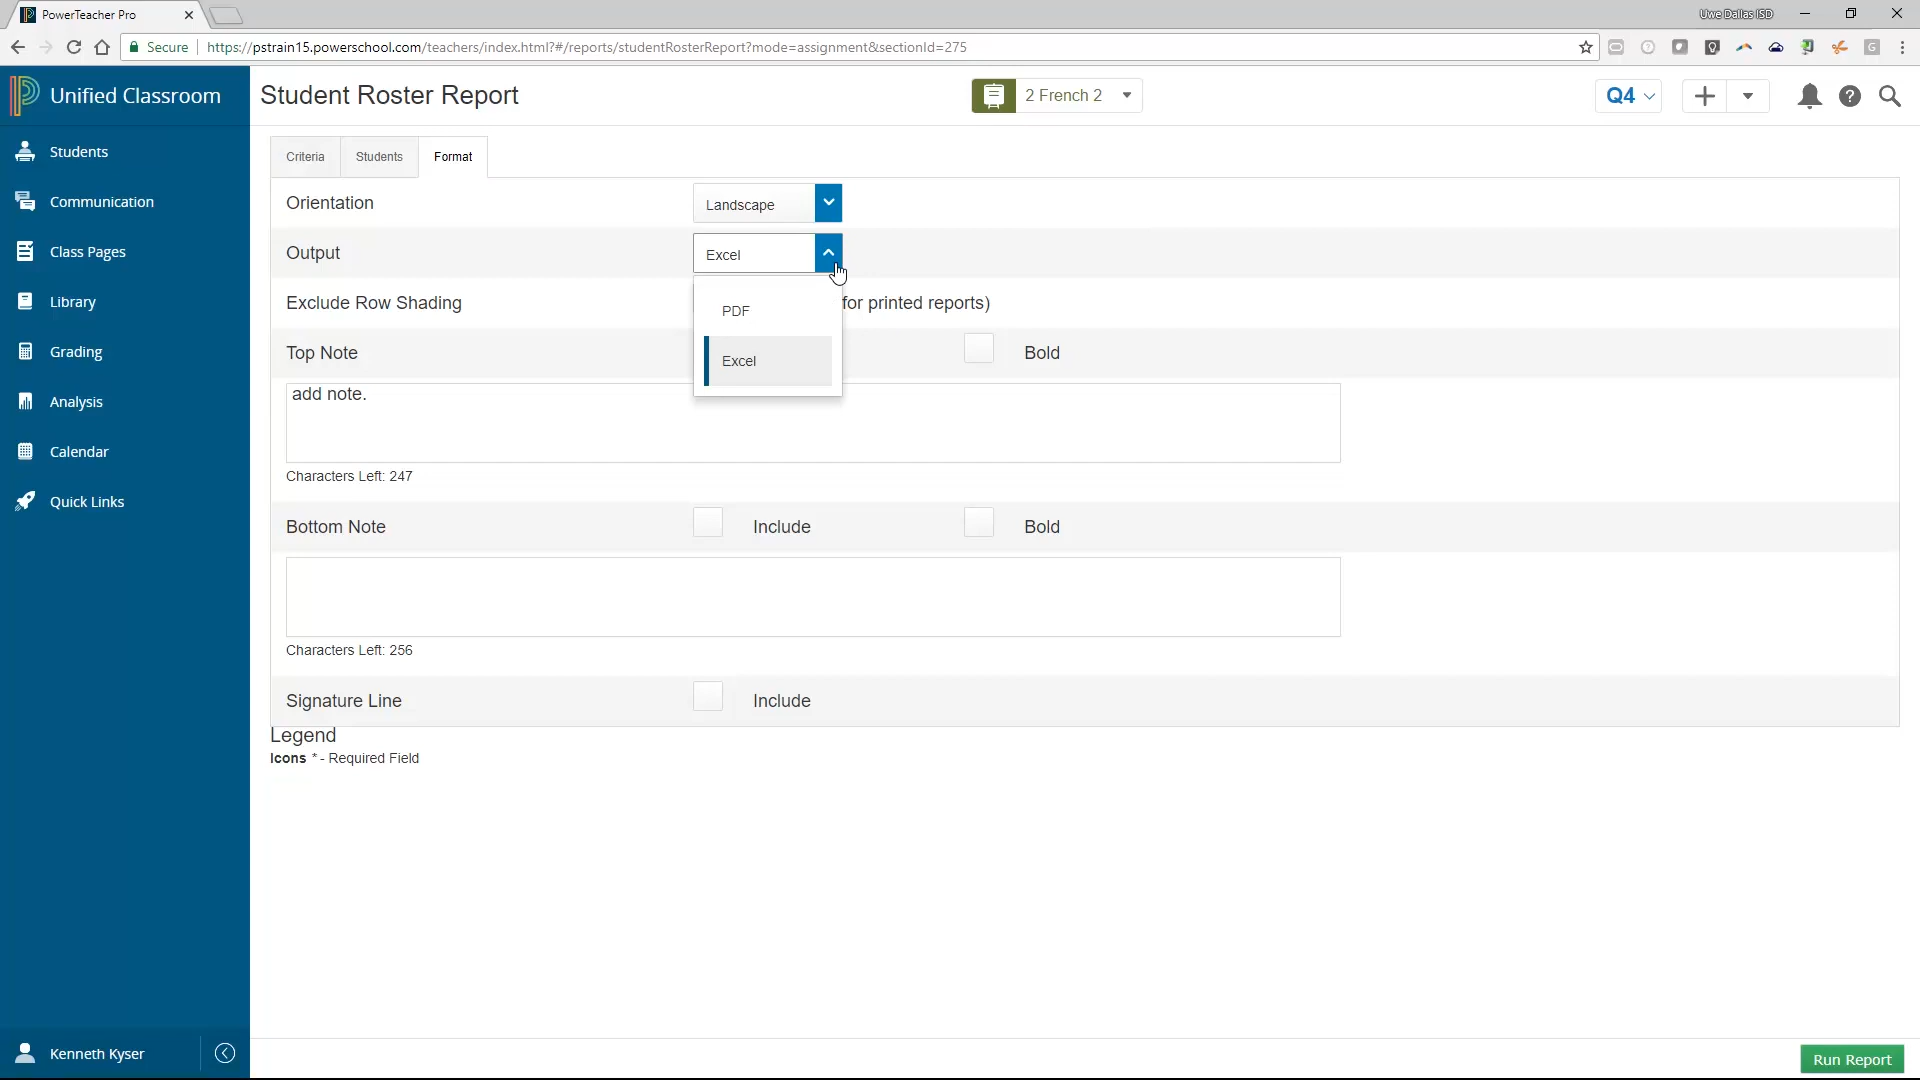 PowerTeacher Pro
Uwe Dallas ISD
Secure https://pstrain15.powerschool.com/teachers/index.html?#/reports/studentRosterReport?mode=assignment&sectionId=275
Unified Classroom
Student Roster Report
2 French 2
Q4
Students
Communication
Class Pages
Library
Grading
Analysis
Calendar
Quick Links
Criteria Students Format
Orientation Landscape
Output Excel
PDF
Excel
Exclude Row Shading for printed reports)
Top Note Bold
add note.
Characters Left: 247
Bottom Note Include Bold
Characters Left: 256
Signature Line Include
Legend
Icons * - Required Field
Kenneth Kyser
Run Report